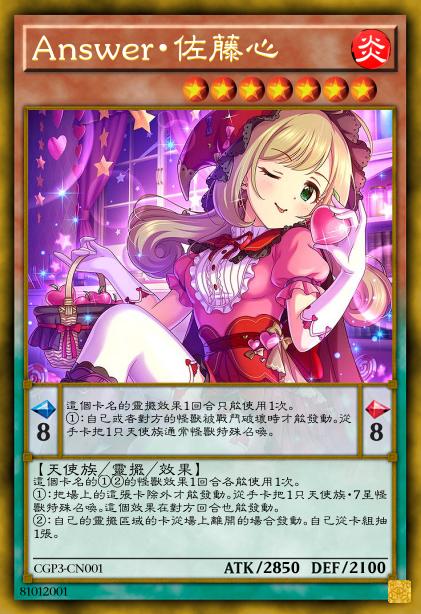 Answer·佐藤心
炎
這個卡名的靈擺效果1回合只能使用1次。
①：自己或者對方的怪獸被戰鬥破壞時才能發動。從
手卡把1只天使族通常怪獸特殊召喚。
8
8
【天使族／靈擺／效果】
這個卡名的①②的怪獸效果1回合各能使用1次。
①：把場上的這張卡除外才能發動。從手卡把1只天使族·7星怪
獸特殊召喚。這個效果在對方回合也能發動。
②：自己的靈擺區域的卡從場上離開的場合發動。自己從卡組抽
1張。
CGP3-CN001
ATK/2850 DEF/2100
81012001